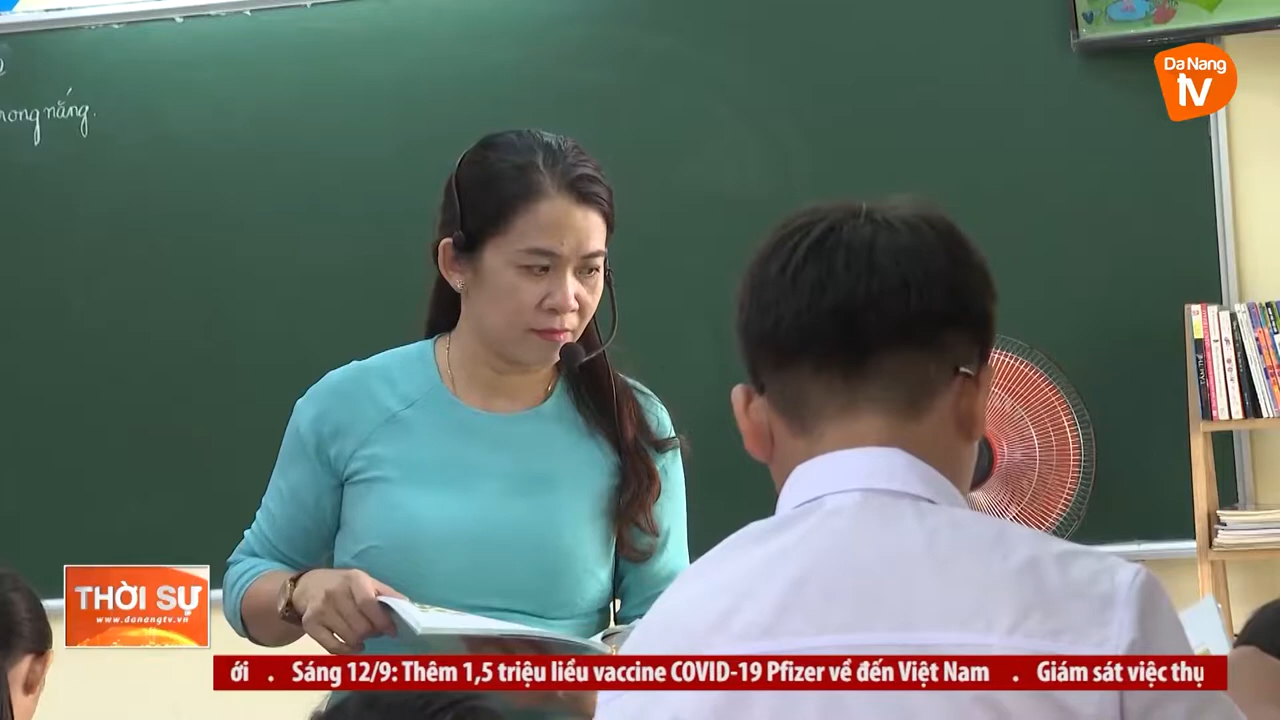 rong nắng.
Da Nang
tv
THỜI SỰ
www.danangtv.vn
ới . Sáng 12/9: Thêm 1,5 triệu liều vaccine COVID-19 Pfizer về đến Việt Nam . Giám sát việc thụ